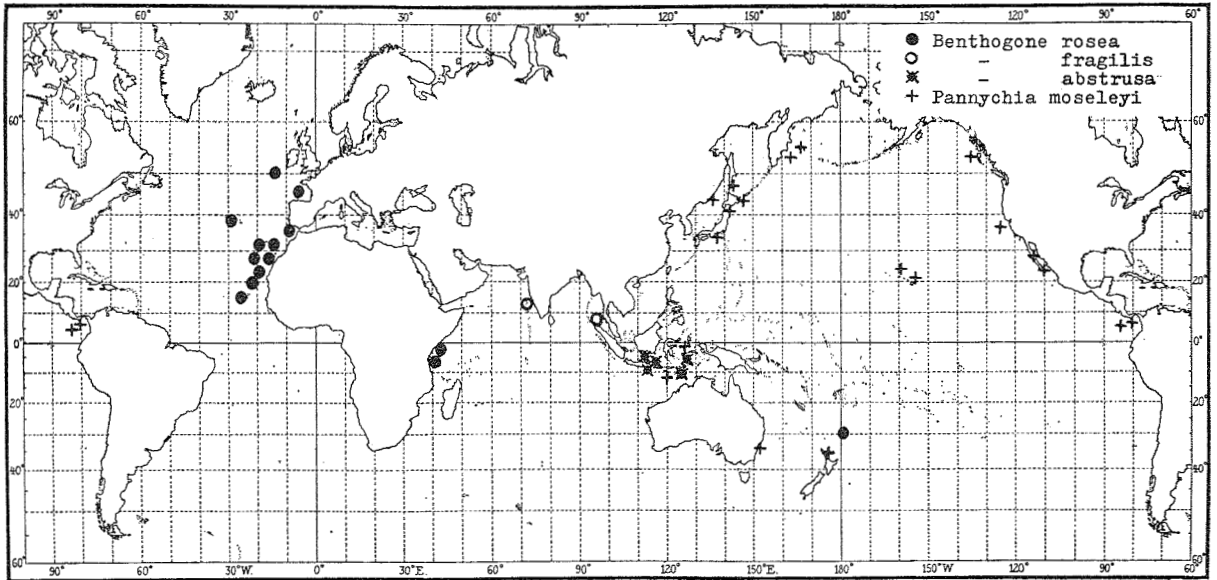 90° 60° 30° 0° 30° 60° 90° 120° 150° 180° 150° 120° 90° 60°
● Benthogone rosea
○ - fragilis
- abstrusa
+ Pannychia moseleyi
60° 60°
40° 40°
20° 20°
0° 0°
20° 20°
40° 40°
60° 60°
90° 60° 30°W. 0° 30°E. 60° 90° 120° 150°E. 180° 150°W 120° 90° 60°